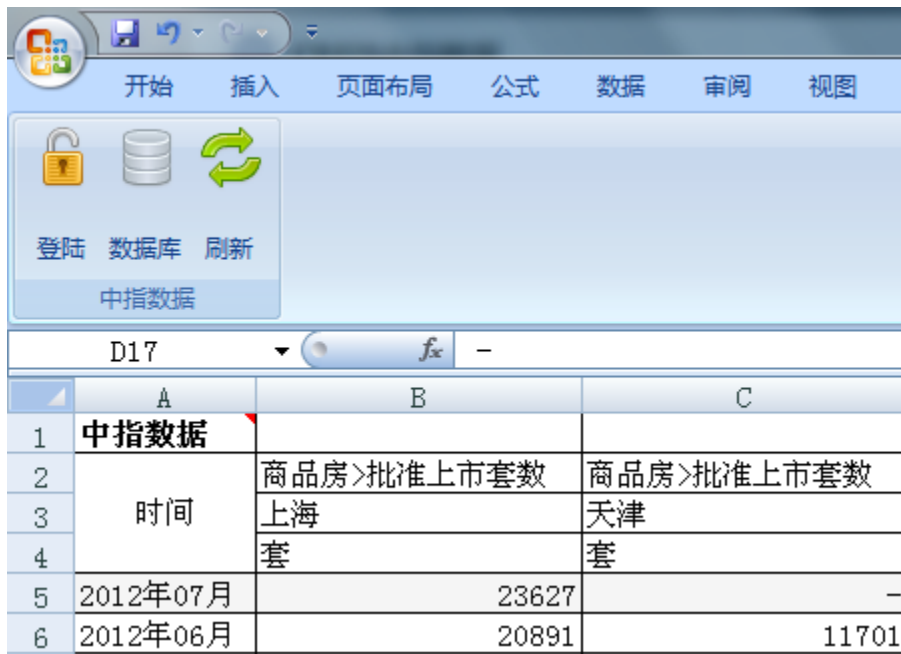 开始 插入 页面布局 公式 数据 审阅 视图
登陆 数据库 刷新
中指数据
D17 fx -
A B C
1 中指数据
2 商品房>批准上市套数 商品房>批准上市套数
3 时间 上海 天津
4 套 套
5 2012年07月 23627 -
6 2012年06月 20891 11701